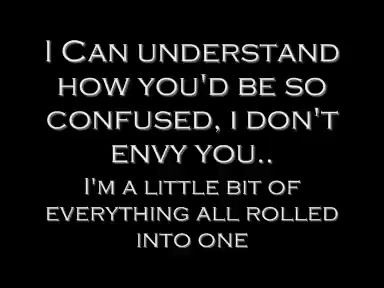 I CAN UNDERSTAND
HOW YOU'D BE SO
CONFUSED, I DON'T
ENVY YOU..
I'M A LITTLE BIT OF
EVERYTHING ALL ROLLED
INTO ONE